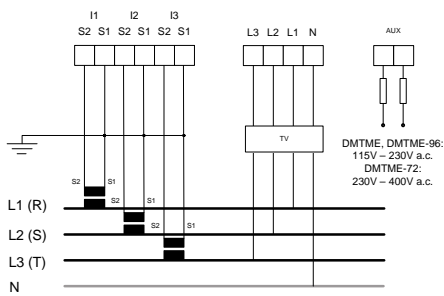 I1 I2 I3
S2 S1 S2 S1 S2 S1
L3 L2 L1 N
AUX
TV
DMTME, DMTME-96:
115V – 230V a.c.
DMTME-72:
230V – 400V a.c.
S2 S1
L1 (R)
S2 S1
L2 (S)
S2 S1
L3 (T)
N